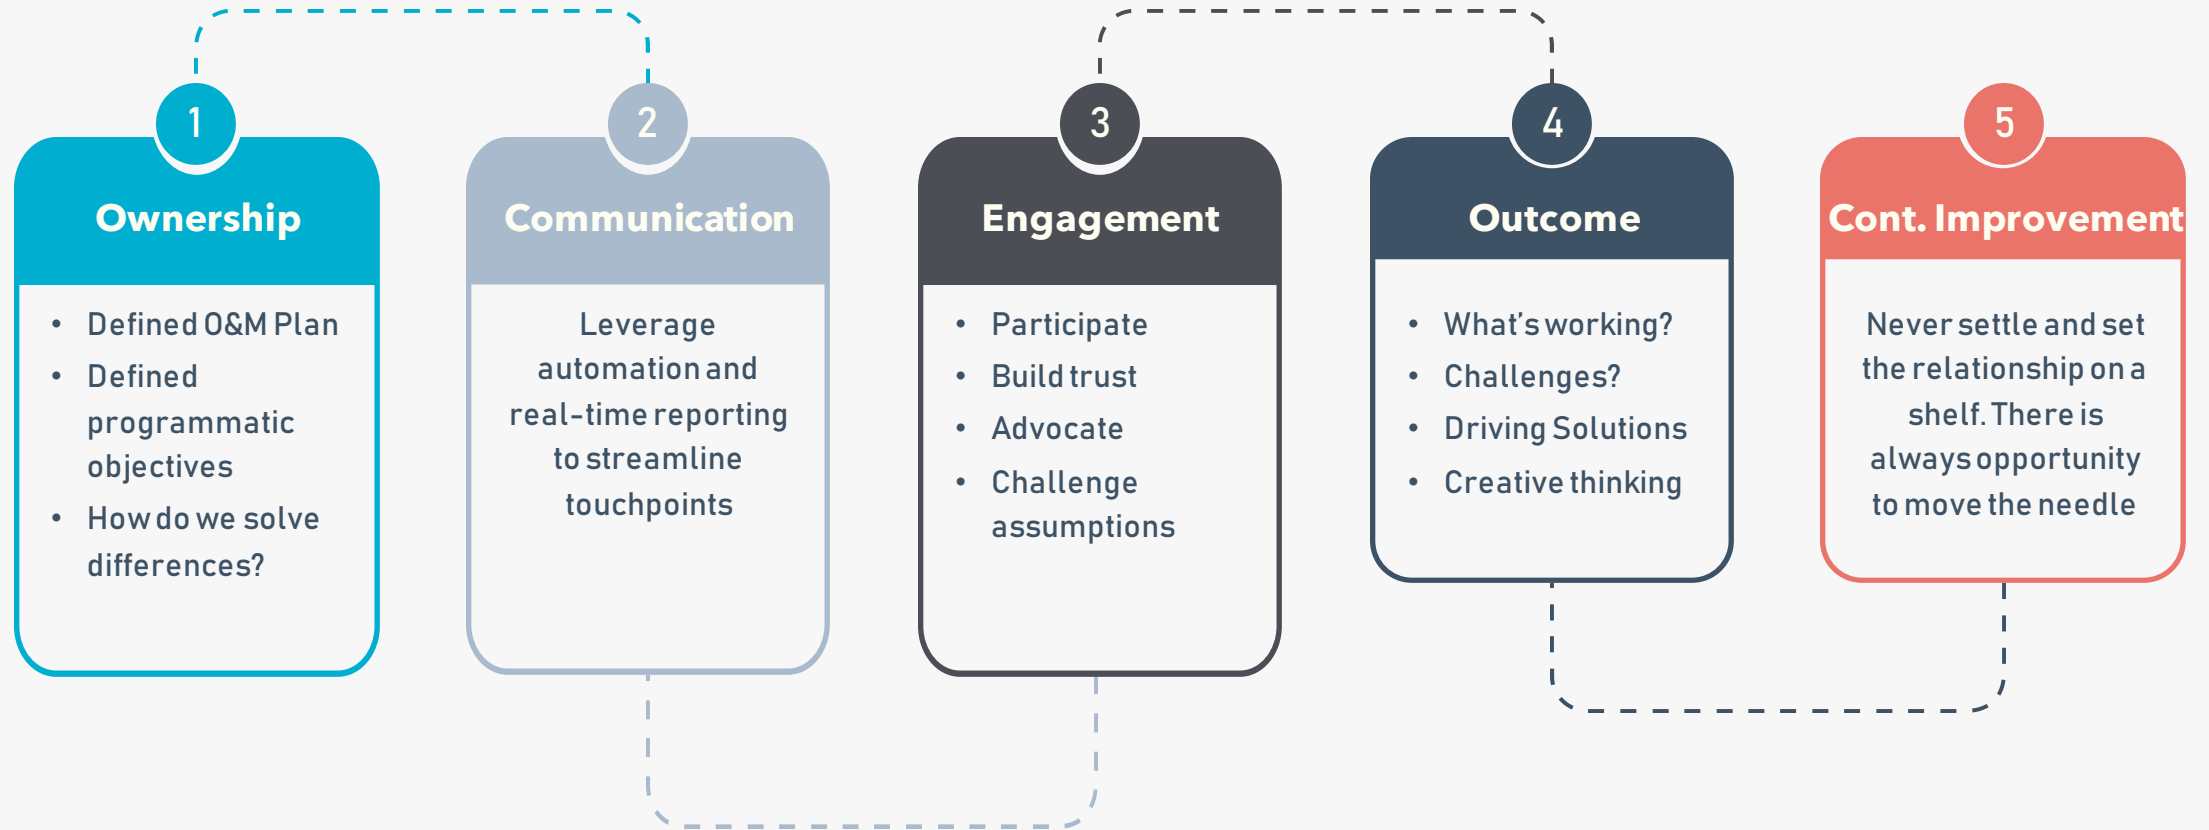 1
Ownership
• Defined O&M Plan
• Defined
programmatic
objectives
• How do we solve
differences?
2
Communication
Leverage
automation and
real-time reporting
to streamline
touchpoints
3
Engagement
• Participate
• Build trust
• Advocate
• Challenge
assumptions
4
Outcome
• What's working?
• Challenges?
• Driving Solutions
• Creative thinking
5
Cont. Improvement
Never settle and set
the relationship on a
shelf. There is
always opportunity
to move the needle